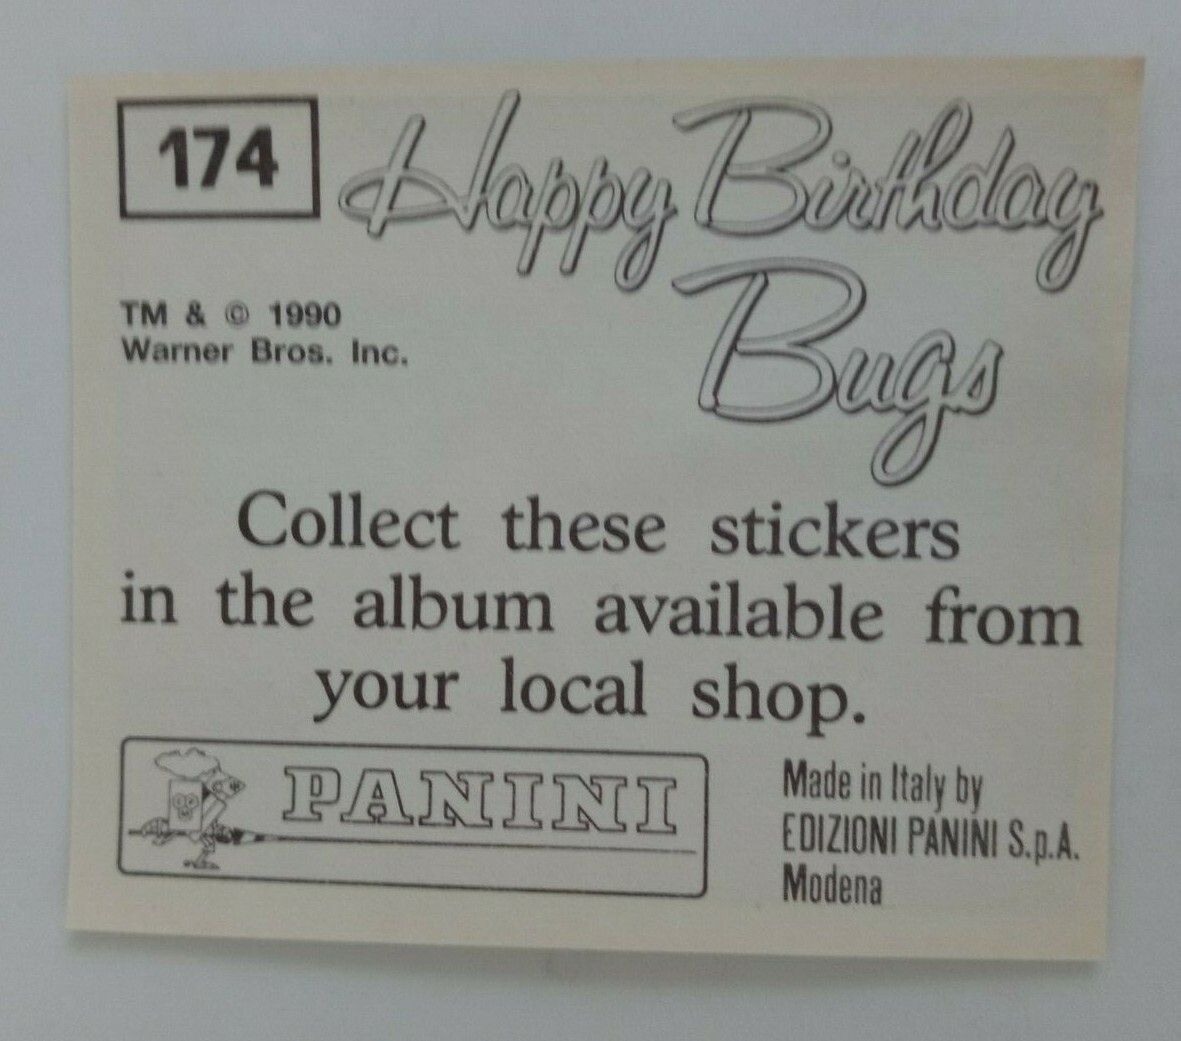 174
Happy Birthday
Bugs
TM & © 1990
Warner Bros. Inc.
Collect these stickers
in the album available from
your local shop.
PANINI
Made in Italy by
EDIZIONI PANINI S.p.A.
Modena